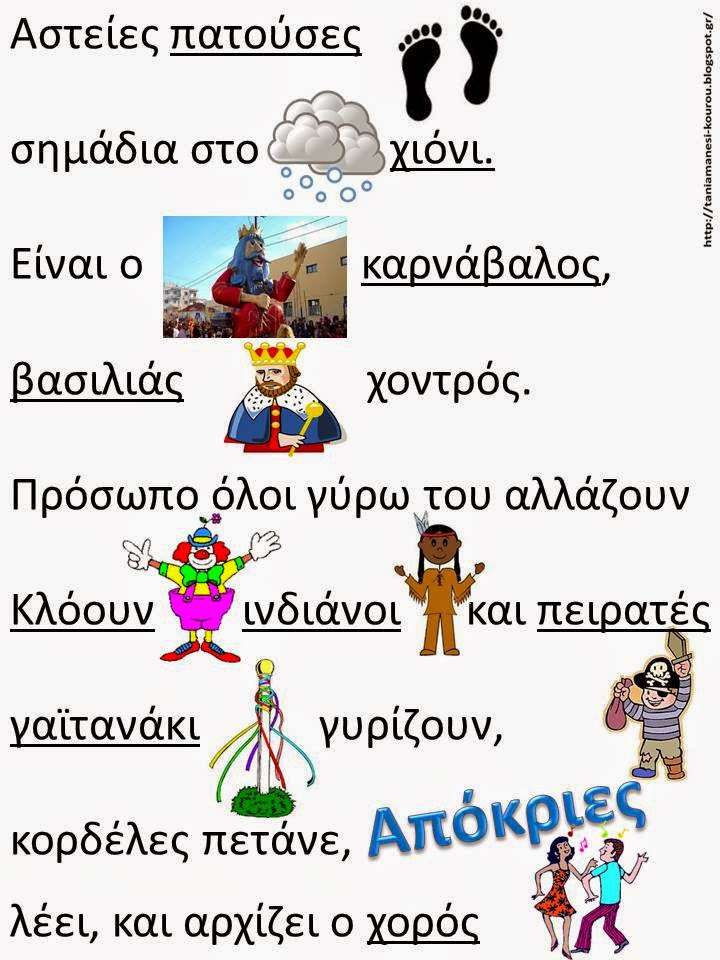 Αστείες πατούσες
σημάδια στο χιόνι.
Είναι ο καρνάβαλος,
βασιλιάς χοντρός.
Πρόσωπο όλοι γύρω του αλλάζουν
Κλόουν ινδιάνοι και πειρατές
γαϊτανάκι γυρίζουν,
κορδέλες πετάνε,
Απόκριες
λέει, και αρχίζει ο χορός
http://taniamanesi-kourou.blogspot.gr/